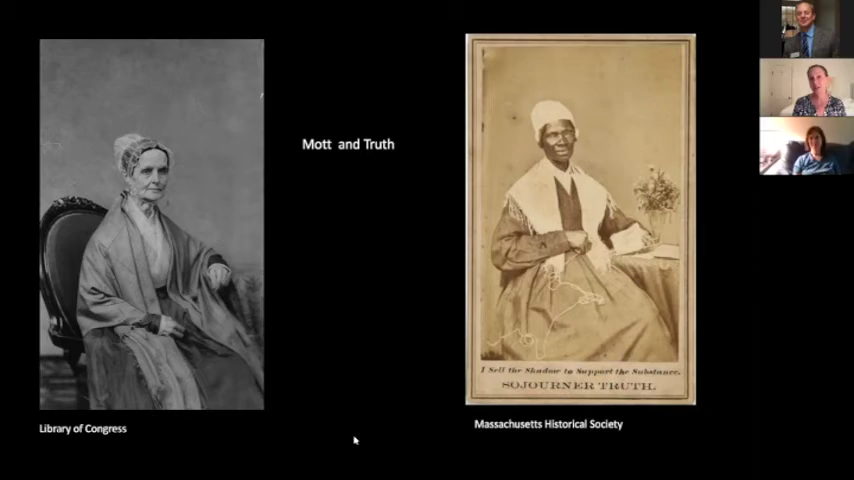 Mott and Truth
I Sell the Shadow to Support the Substance.
SOJOURNER TRUTH.
Library of Congress
Massachusetts Historical Society